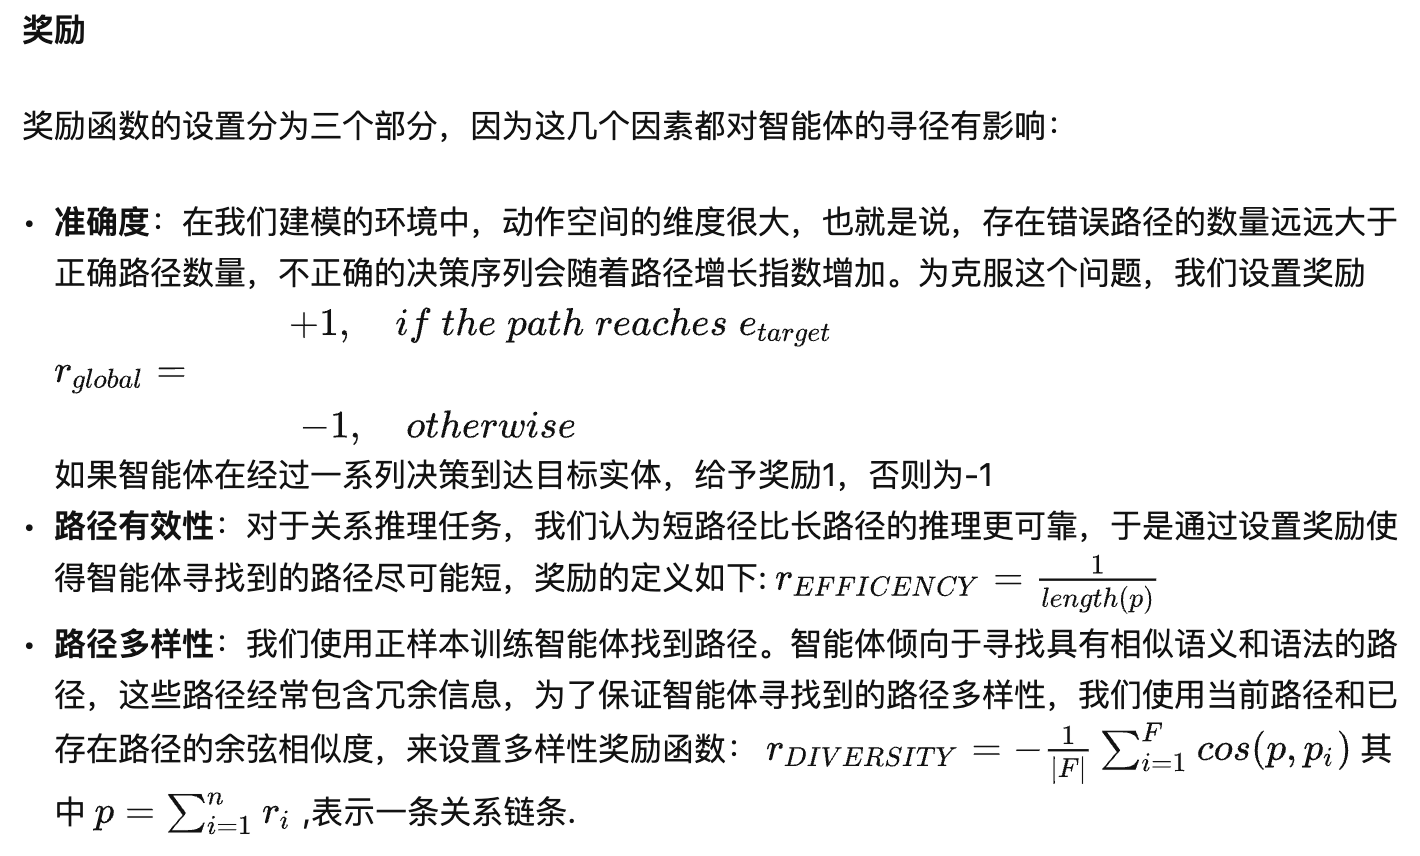 奖励
奖励函数的设置分为三个部分，因为这几个因素都对智能体的寻径有影响：
• 准确度：在我们建模的环境中，动作空间的维度很大，也就是说，存在错误路径的数量远远大于
正确路径数量，不正确的决策序列会随着路径增长指数增加。为克服这个问题，我们设置奖励
+1, if the path reaches e_{target}
r_{global} =
−1, otherwise
如果智能体在经过一系列决策到达目标实体，给予奖励1，否则为-1
• 路径有效性：对于关系推理任务，我们认为短路径比长路径的推理更可靠，于是通过设置奖励使
得智能体寻找到的路径尽可能短，奖励的定义如下: r_{EFFICENCY} = \frac{1}{length(p)}
• 路径多样性：我们使用正样本训练智能体找到路径。智能体倾向于寻找具有相似语义和语法的路
径，这些路径经常包含冗余信息，为了保证智能体寻找到的路径多样性，我们使用当前路径和已
存在路径的余弦相似度，来设置多样性奖励函数： r_{DIVERSITY} = −\frac{1}{|F|} \sum_{i=1}^{F} cos(p, p_i) 其
中 p = \sum_{i=1}^{n} r_i ,表示一条关系链条.